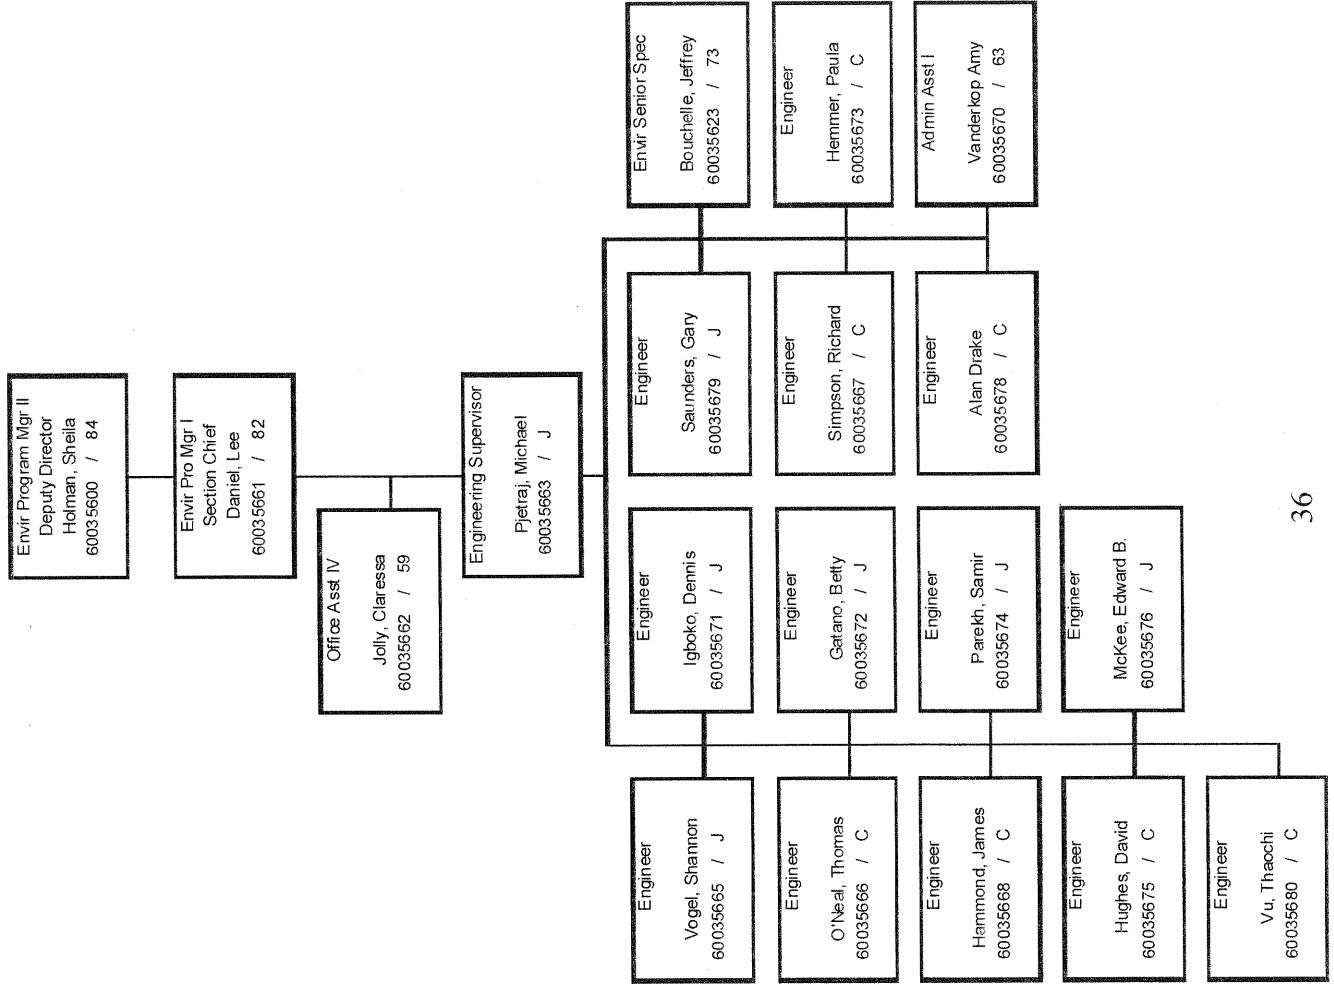 Envir Program Mgr II
Deputy Director
Holman, Sheila
60035600 / 84
Envir Pro Mgr I
Section Chief
Daniel, Lee
60035661 / 82
Office Asst IV
Jolly, Claressa
60035662 / 59
Engineering Supervisor
Pjetraj, Michael
60035663 / J
Engineer
Vogel, Shannon
60035665 / J
Engineer
Igboko, Dennis
60035671 / J
Engineer
Saunders, Gary
60035679 / J
Envir Senior Spec
Bouchelle, Jeffrey
60035623 / 73
Engineer
O'Neal, Thomas
60035666 / C
Engineer
Gatano, Betty
60035672 / J
Engineer
Simpson, Richard
60035667 / C
Engineer
Hemmer, Paula
60035673 / C
Engineer
Hammond, James
60035668 / C
Engineer
Parekh, Samir
60035674 / J
Engineer
Alan Drake
60035678 / C
Admin Asst I
Vanderkop Amy
60035670 / 63
Engineer
Hughes, David
60035675 / C
Engineer
McKee, Edward B.
60035676 / J
Engineer
Vu, Thaochi
60035680 / C
36